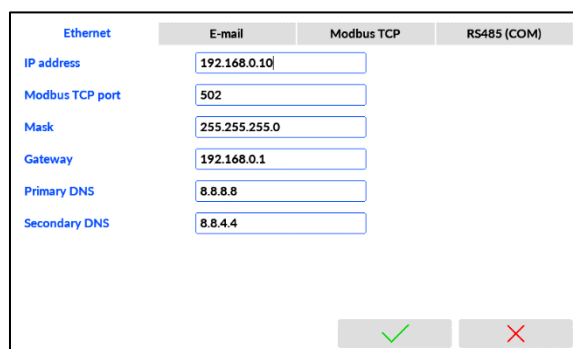 Ethernet E-mail Modbus TCP RS485 (COM)
IP address 192.168.0.10
Modbus TCP port 502
Mask 255.255.255.0
Gateway 192.168.0.1
Primary DNS 8.8.8.8
Secondary DNS 8.8.4.4